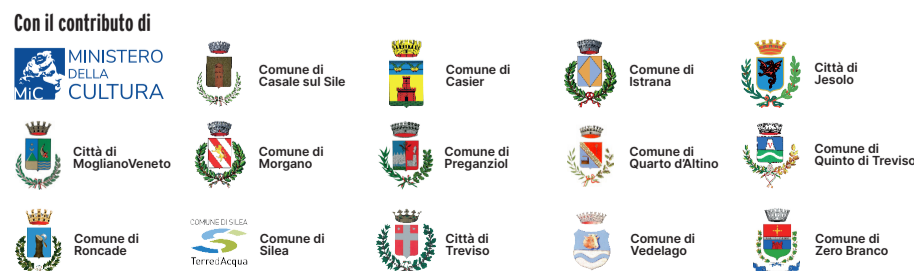 Con il contributo di
MiC
MINISTERO
DELLA
CULTURA
Comune di
Casale sul Sile
Comune di
Casier
Comune di
Istrana
Città di
Jesolo
Città di
MoglianoVeneto
Comune di
Morgano
Comune di
Preganziol
Comune di
Quarto d'Altino
Comune di
Quinto di Treviso
Comune di
Roncade
COMUNE DI SILEA
TerredAcqua
Comune di
Silea
Città di
Treviso
Comune di
Vedelago
Comune di
Zero Branco